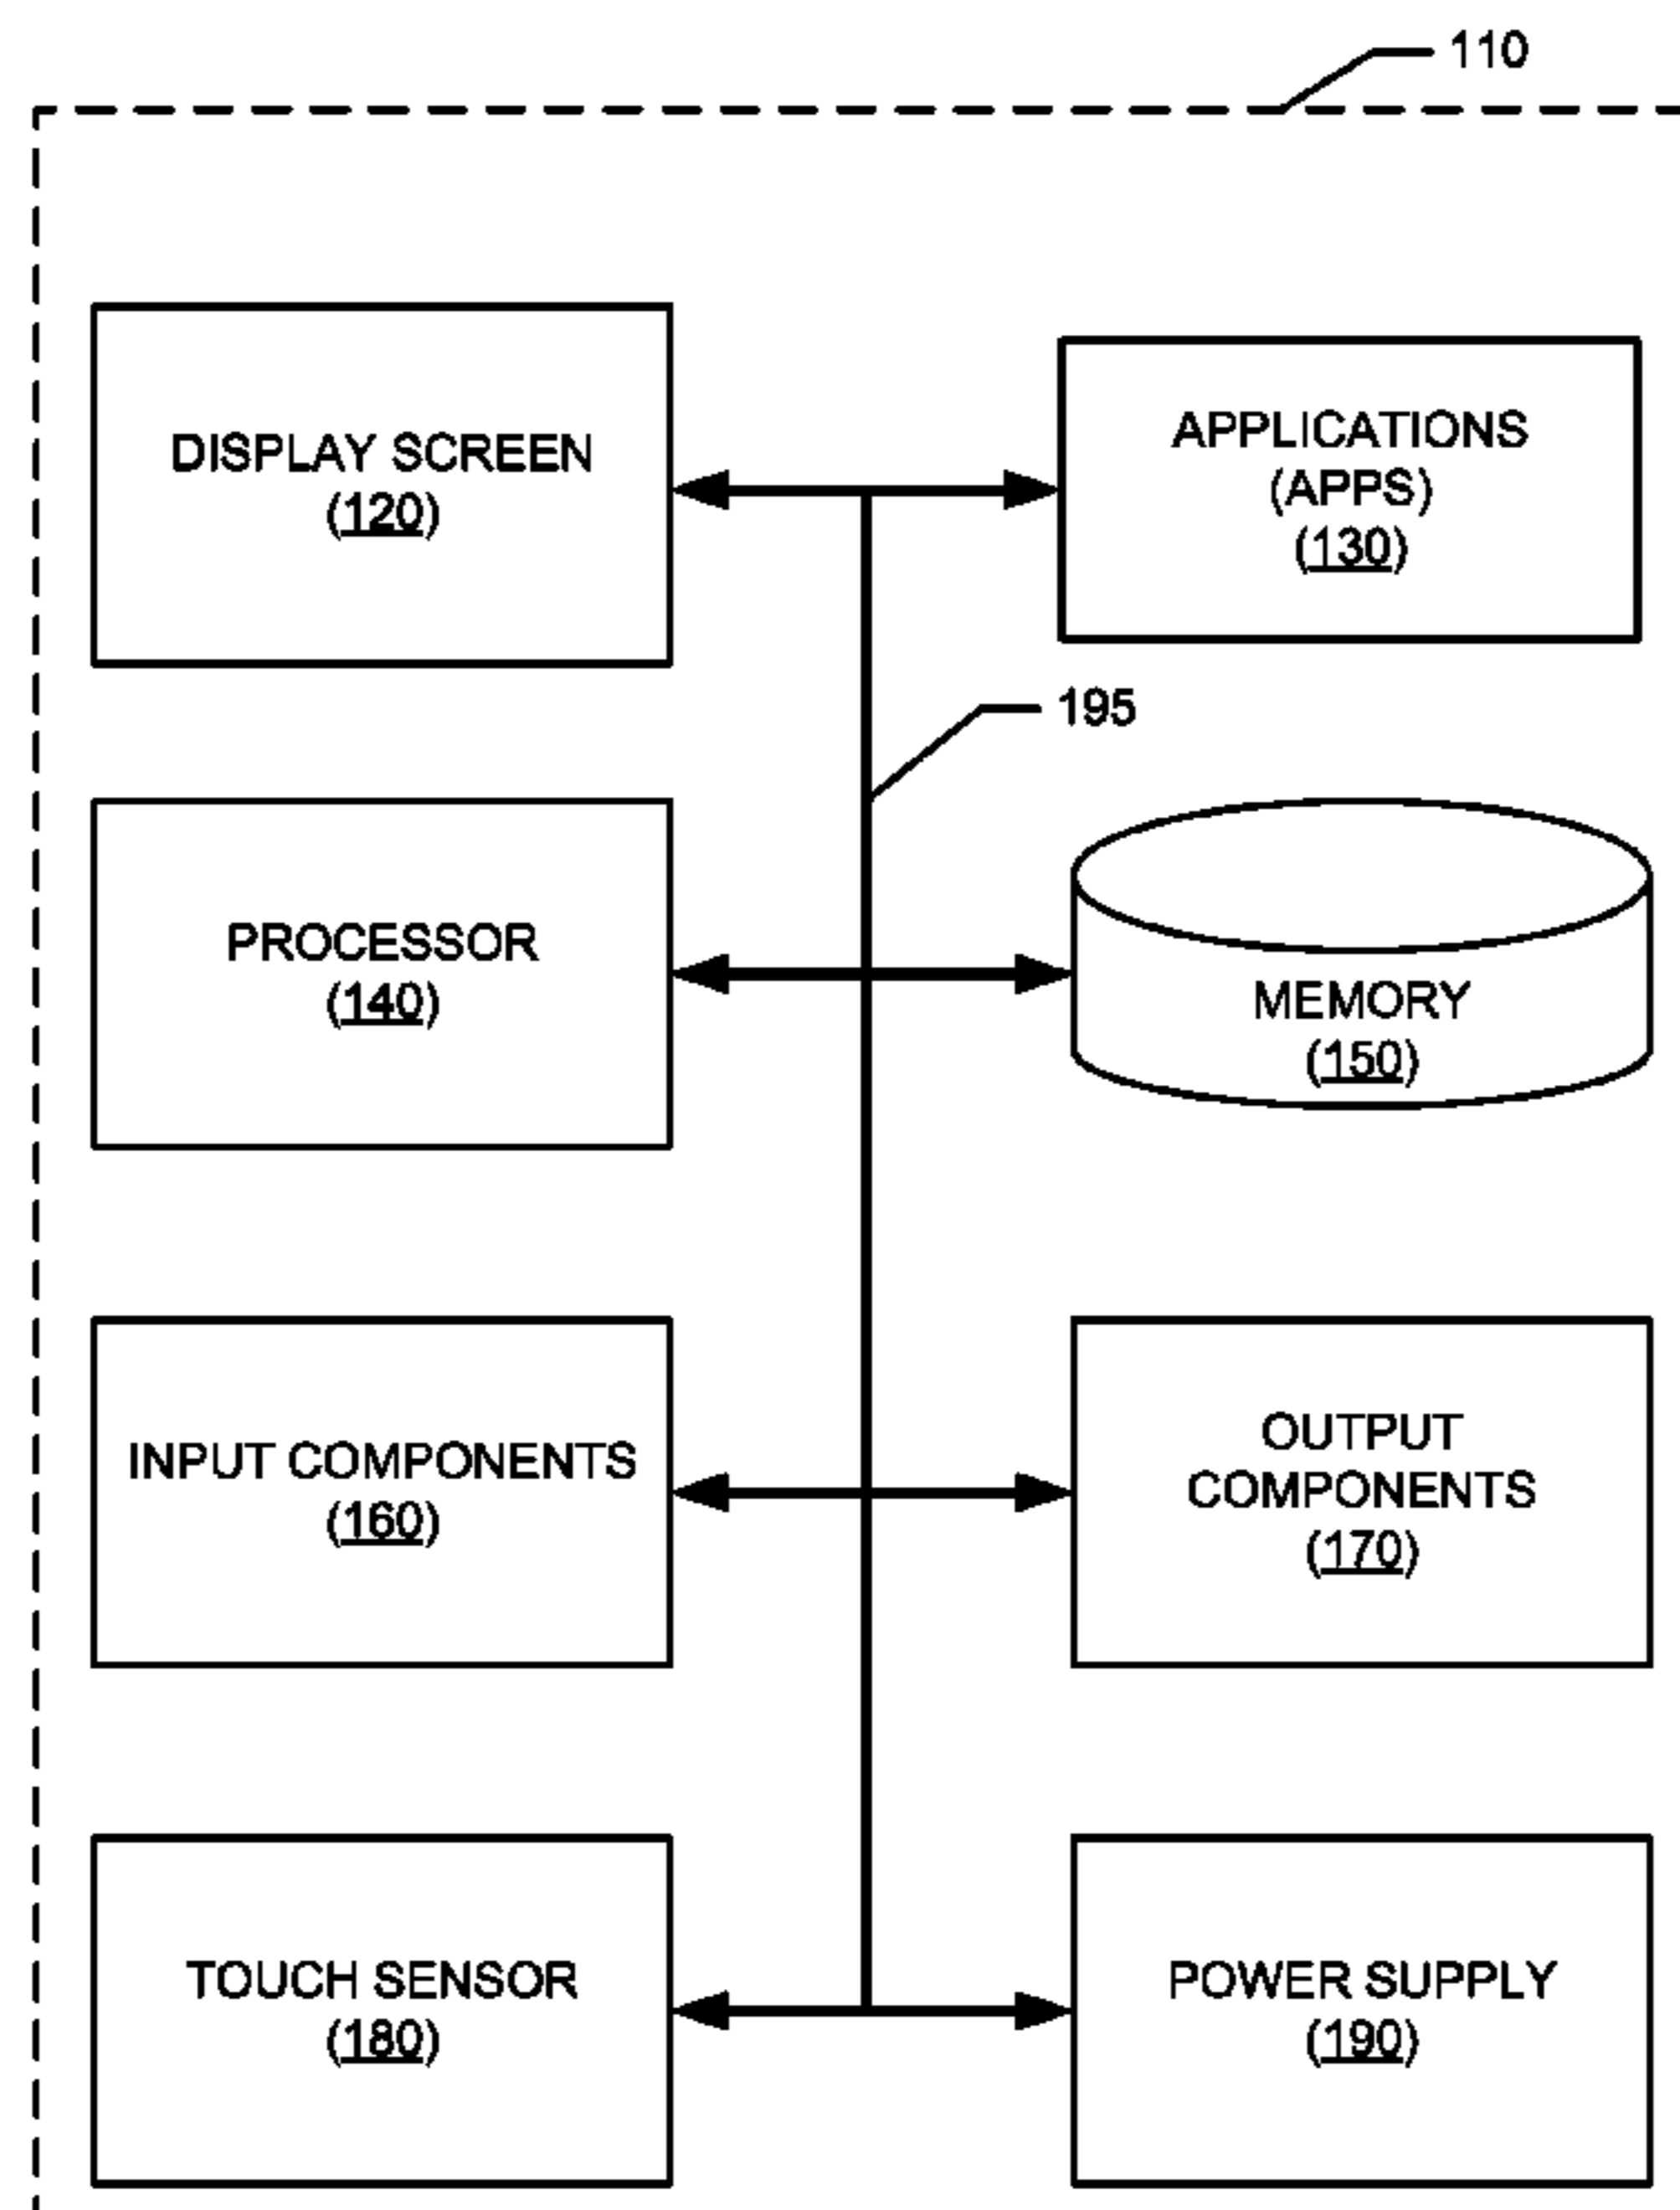 110
DISPLAY SCREEN
(120)
APPLICATIONS
(APPS)
(130)
195
PROCESSOR
(140)
MEMORY
(150)
INPUT COMPONENTS
(160)
OUTPUT
COMPONENTS
(170)
TOUCH SENSOR
(180)
POWER SUPPLY
(190)